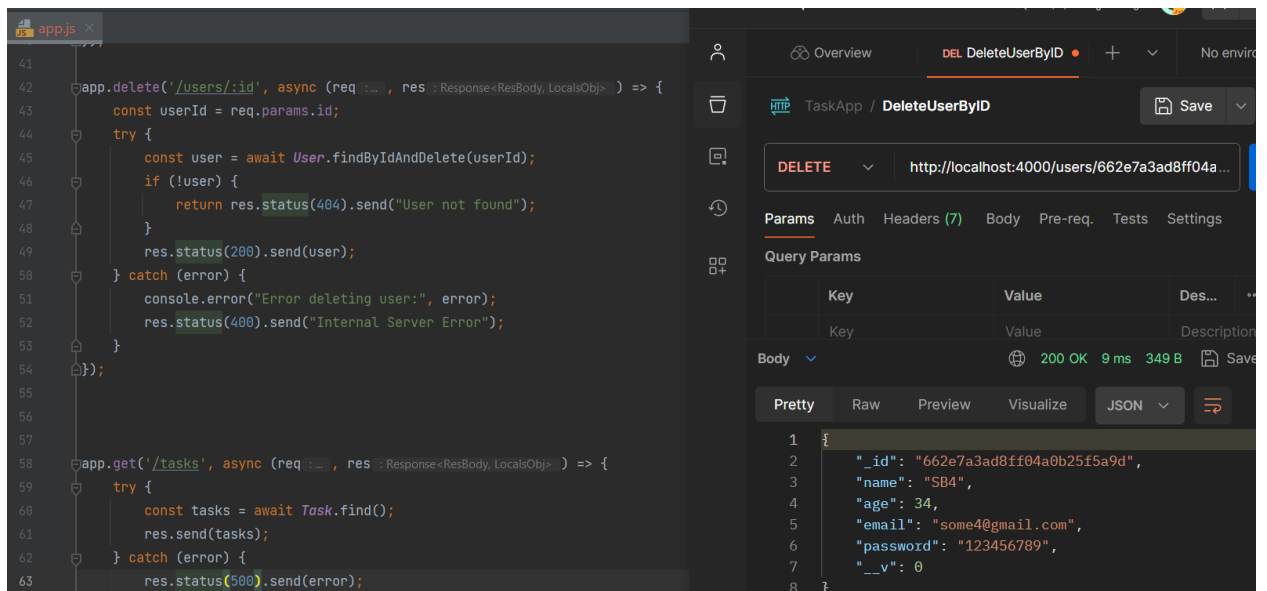 app.js
41
42 app.delete('/users/:id', async (req :… , res : Response<ResBody, LocalsObj> ) => {
43 const userId = req.params.id;
44 try {
45 const user = await User.findByIdAndDelete(userId);
46 if (!user) {
47 return res.status(404).send("User not found");
48 }
49 res.status(200).send(user);
50 } catch (error) {
51 console.error("Error deleting user:", error);
52 res.status(400).send("Internal Server Error");
53 }
54 });
55
56
57
58 app.get('/tasks', async (req :… , res : Response<ResBody, LocalsObj> ) => {
59 try {
60 const tasks = await Task.find();
61 res.send(tasks);
62 } catch (error) {
63 res.status(500).send(error);
Overview
DEL DeleteUserByID
No enviro
HTTP TaskApp / DeleteUserByID
Save
DELETE http://localhost:4000/users/662e7a3ad8ff04a...
Params Auth Headers (7) Body Pre-req. Tests Settings
Query Params
Key Value Des...
Key Value Description
Body 200 OK 9 ms 349 B Save
Pretty Raw Preview Visualize JSON
1 {
2 "_id": "662e7a3ad8ff04a0b25f5a9d",
3 "name": "SB4",
4 "age": 34,
5 "email": "some4@gmail.com",
6 "password": "123456789",
7 "__v": 0
8 }